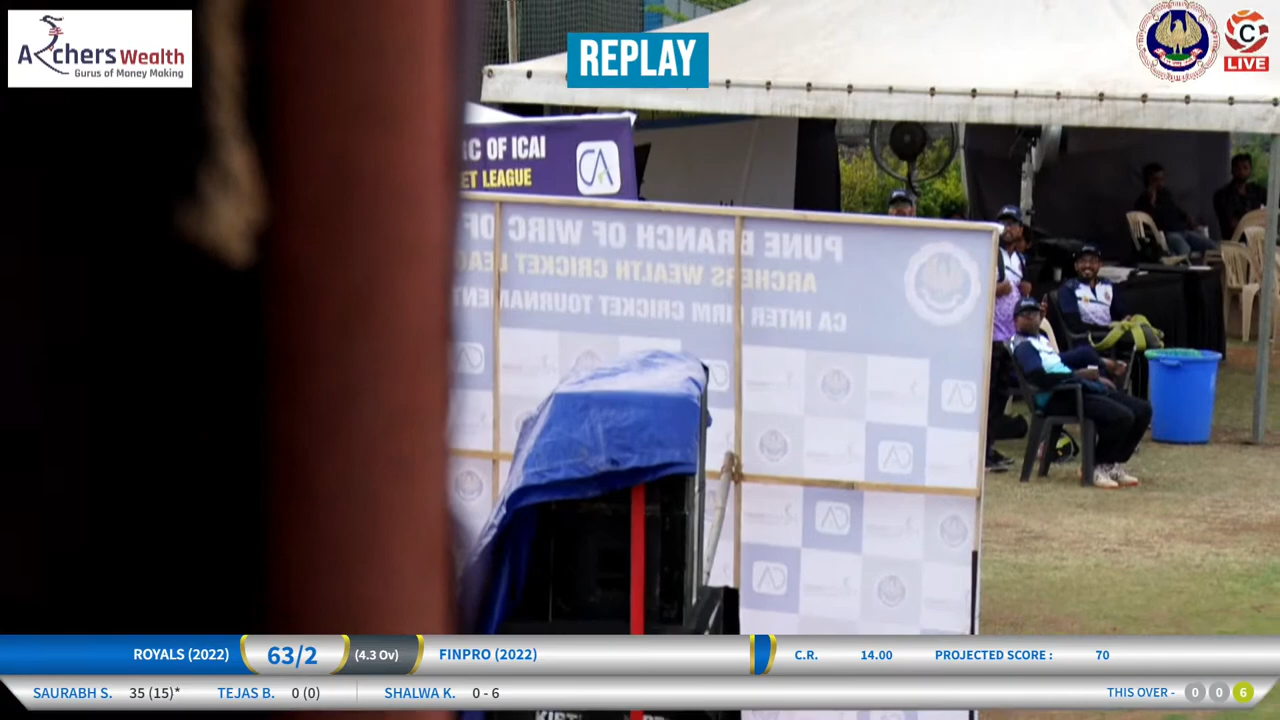 Archers Wealth
Gurus of Money Making
REPLAY
C
LIVE
RC OF ICAI
ET LEAGUE
CA
PUNE BRANCH OF WIRC OF
ARCHERS WEALTH CRICKET LEAG
CA INTER FIRM CRICKET TOURNAMENT
ROYALS (2022) 63/2 (4.3 Ov) FINPRO (2022) C.R. 14.00 PROJECTED SCORE : 70
SAURABH S. 35 (15)* TEJAS B. 0 (0) SHALWA K. 0 - 6 THIS OVER - 0 0 6